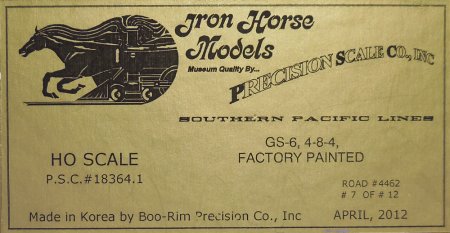 Iron Horse
Models
Museum Quality By...
PRECISION SCALE CO., INC
SOUTHERN PACIFIC LINES
GS-6, 4-8-4,
FACTORY PAINTED
HO SCALE
P.S.C.#18364.1
ROAD #4462
# 7 OF # 12
Made in Korea by Boo-Rim Precision Co., Inc
APRIL, 2012